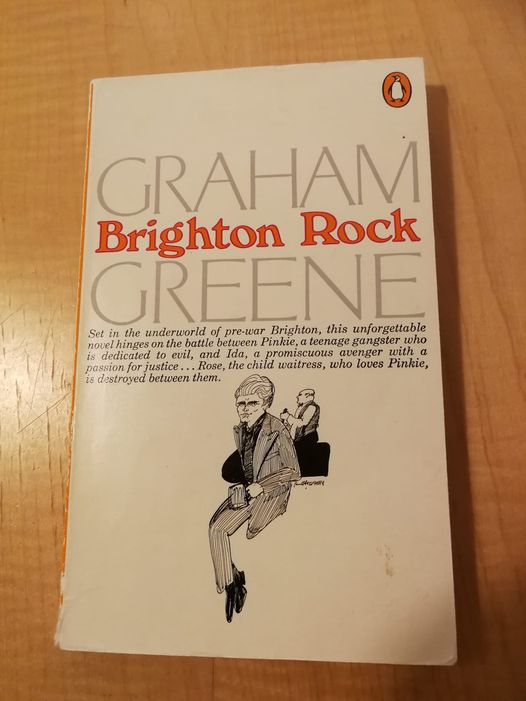 GRAHAM
Brighton Rock
GREENE
Set in the underworld of pre-war Brighton, this unforgettable
novel hinges on the battle between Pinkie, a teenage gangster who
is dedicated to evil, and Ida, a promiscuous avenger with a
passion for justice... Rose, the child waitress, who loves Pinkie,
is destroyed between them.